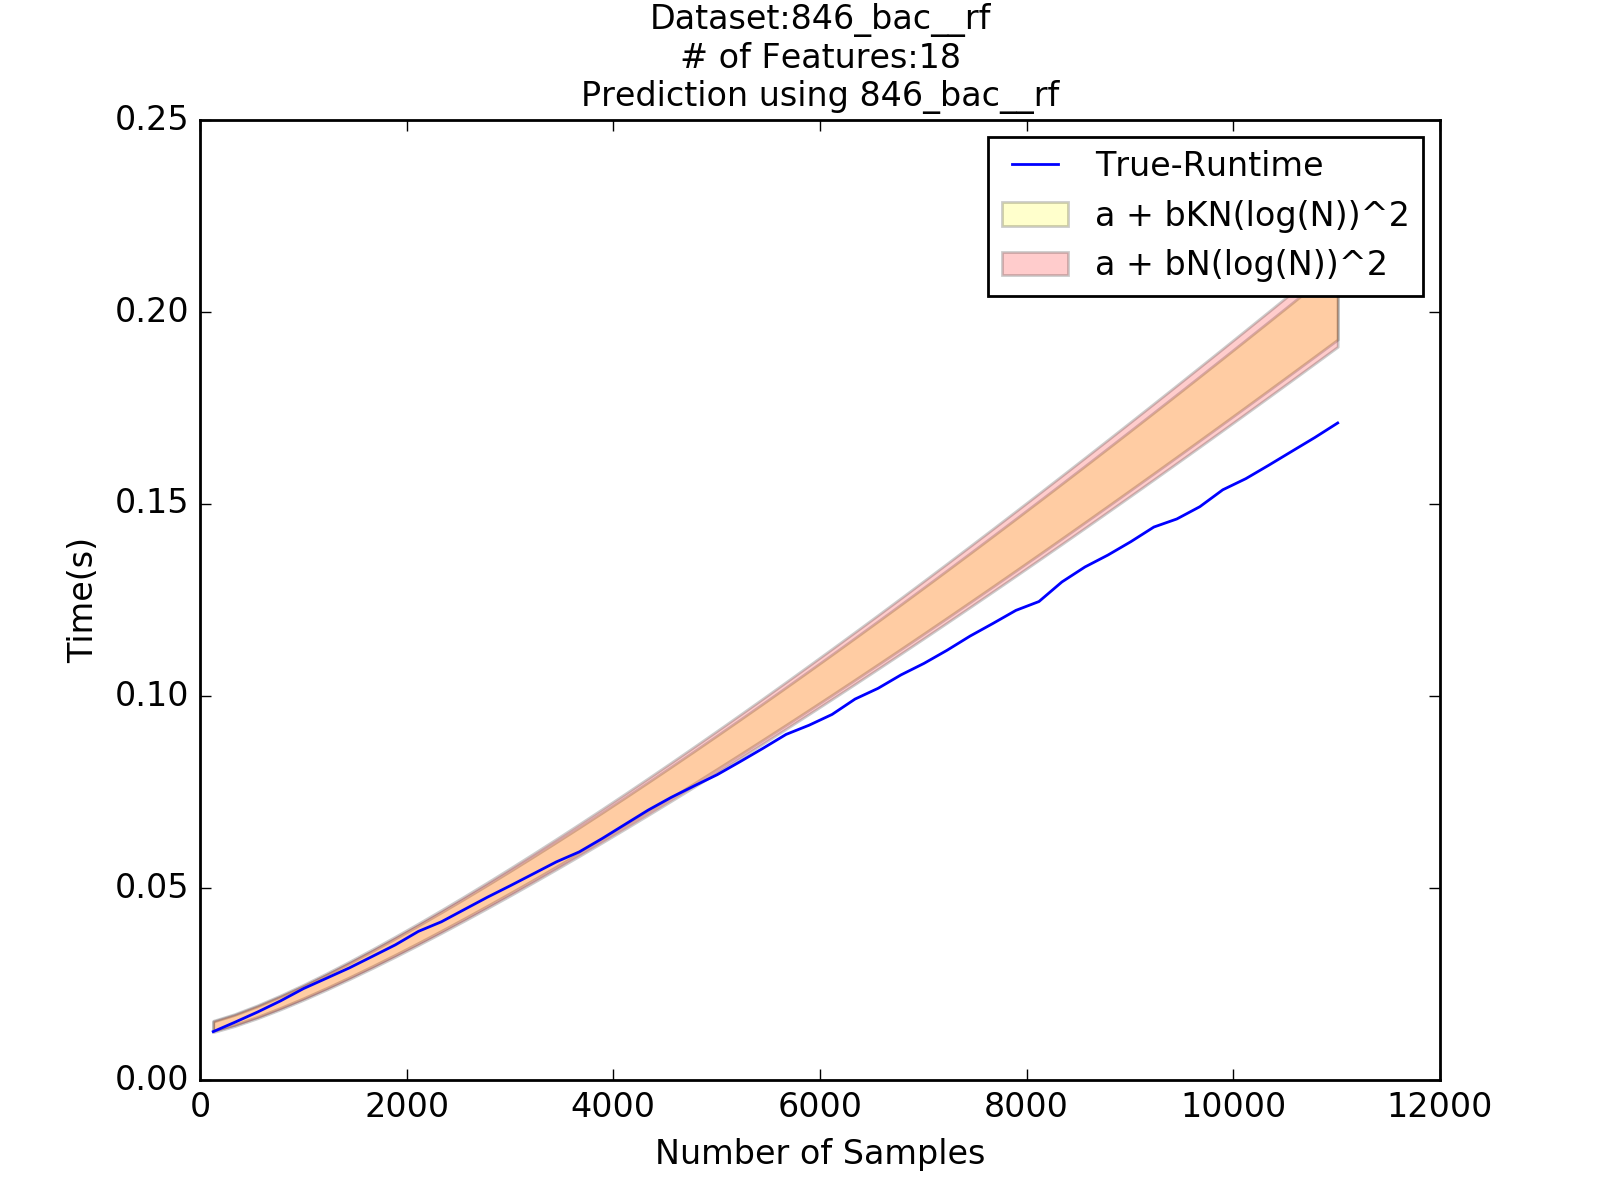 Dataset:846_bac__rf
# of Features:18
Prediction using 846_bac__rf
0.25
0.20
0.15
0.10
0.05
0.00
Time(s)
True-Runtime
a + bKN(log(N))^2
a + bN(log(N))^2
0 2000 4000 6000 8000 10000 12000
Number of Samples